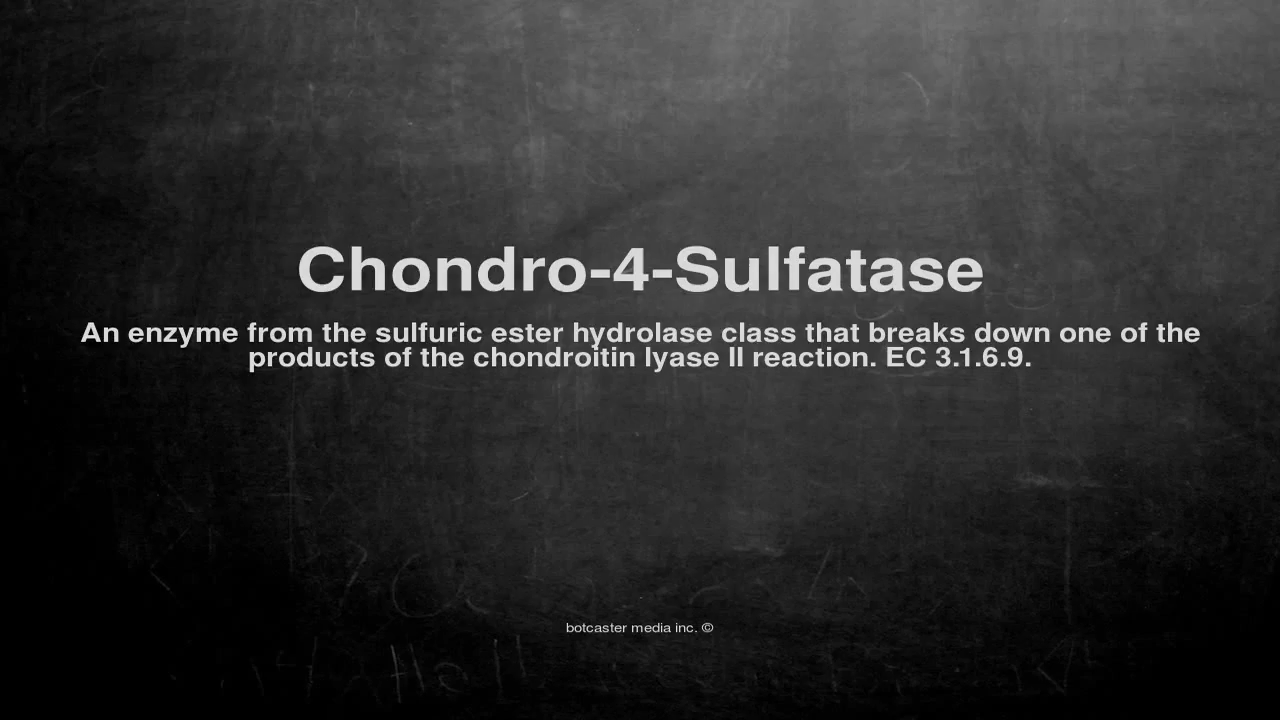 Chondro-4-Sulfatase
An enzyme from the sulfuric ester hydrolase class that breaks down one of the
products of the chondroitin lyase II reaction. EC 3.1.6.9.
botcaster media inc. ©